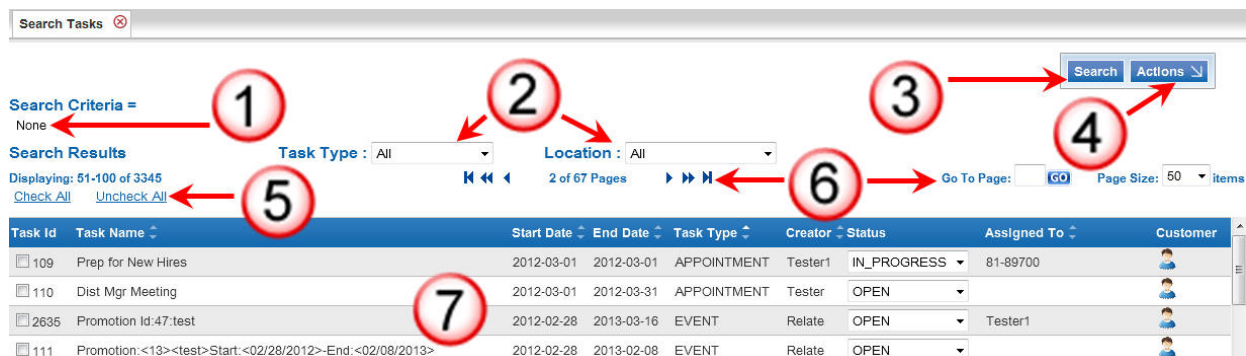 Search Tasks
Search Actions
3
4
1
2
Search Criteria =
None
Search Results Task Type : All Location : All
Displaying: 51-100 of 3345 2 of 67 Pages Go To Page: GO Page Size: 50 items
6
Check All Uncheck All
5
Task Id Task Name Start Date End Date Task Type Creator Status Assigned To Customer
109 Prep for New Hires 2012-03-01 2012-03-01 APPOINTMENT Tester1 IN_PROGRESS 81-89700
110 Dist Mgr Meeting 2012-03-01 2012-03-31 APPOINTMENT Tester OPEN
7
2635 Promotion Id:47:test 2012-02-28 2013-03-16 EVENT Relate OPEN Tester1
111 Promotion:<13><test>Start:<02/28/2012>-End:<02/08/2013> 2012-02-28 2013-02-08 EVENT Relate OPEN